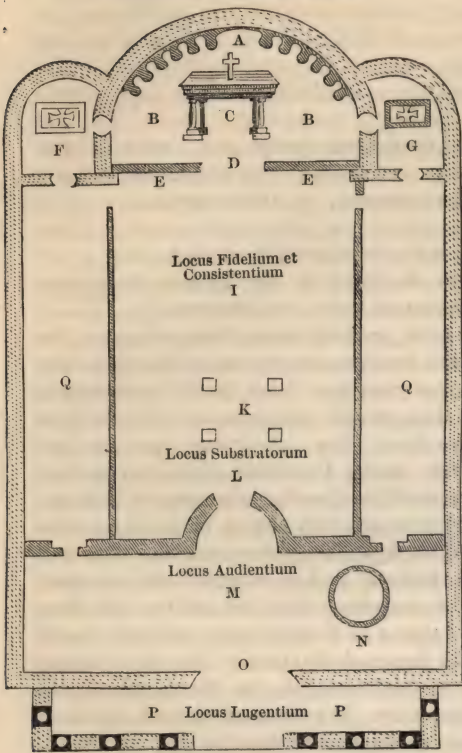 A
B C B
F D G
E E
Locus Fidelium et
Consistentium
I
Q Q
K
Locus Substratorum
L
Locus Audientium
M
N
O
P Locus Lugentium P